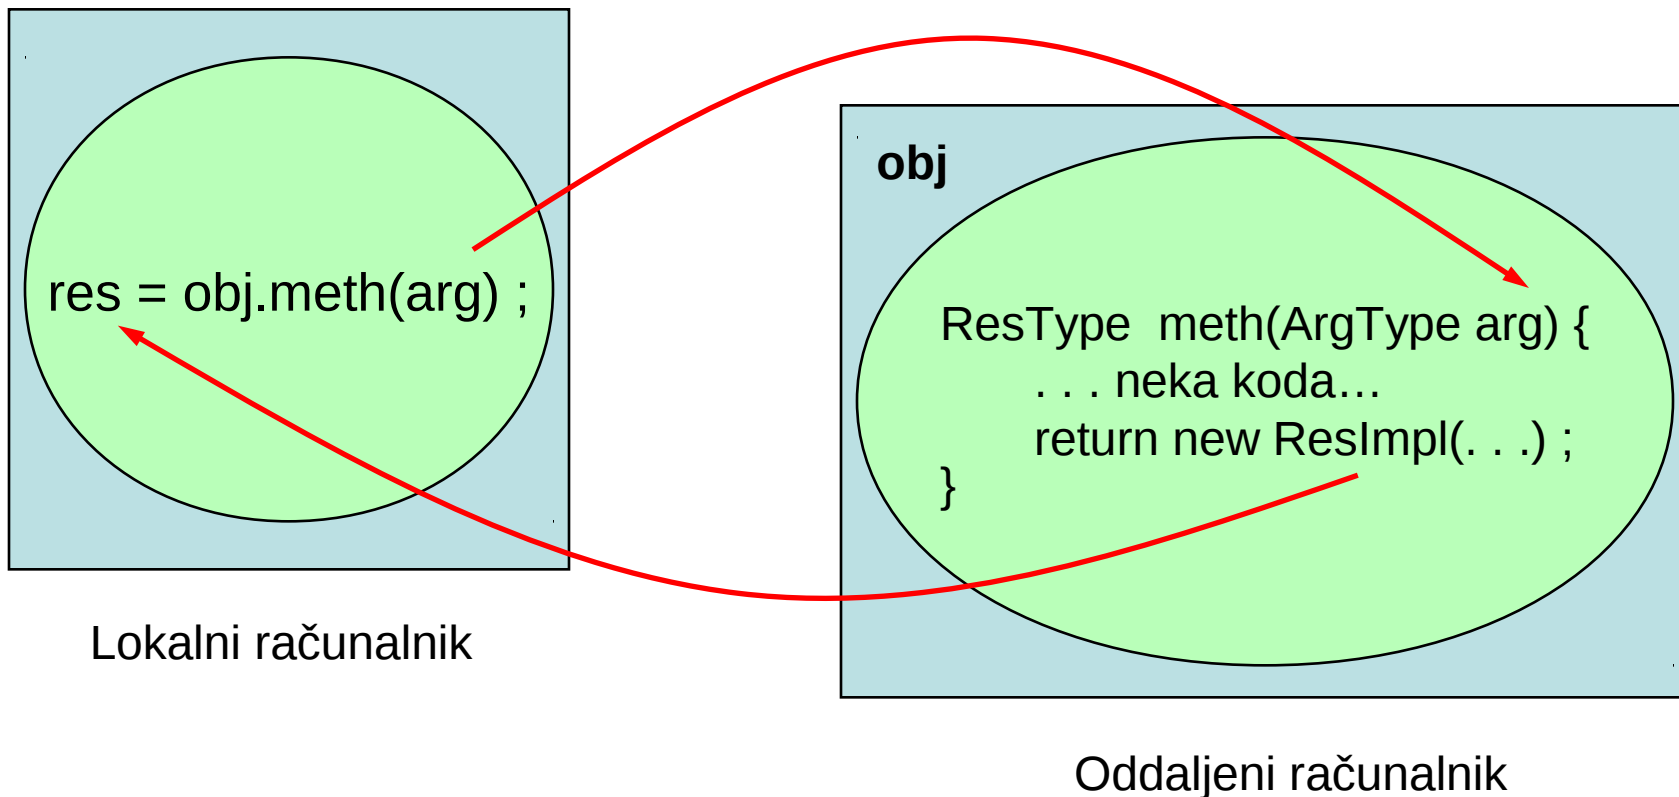 res = obj.meth(arg) ;
Lokalni računalnik
obj
ResType  meth(ArgType arg) {
. . . neka koda…
return new ResImpl(. . .) ;
}
Oddaljeni računalnik